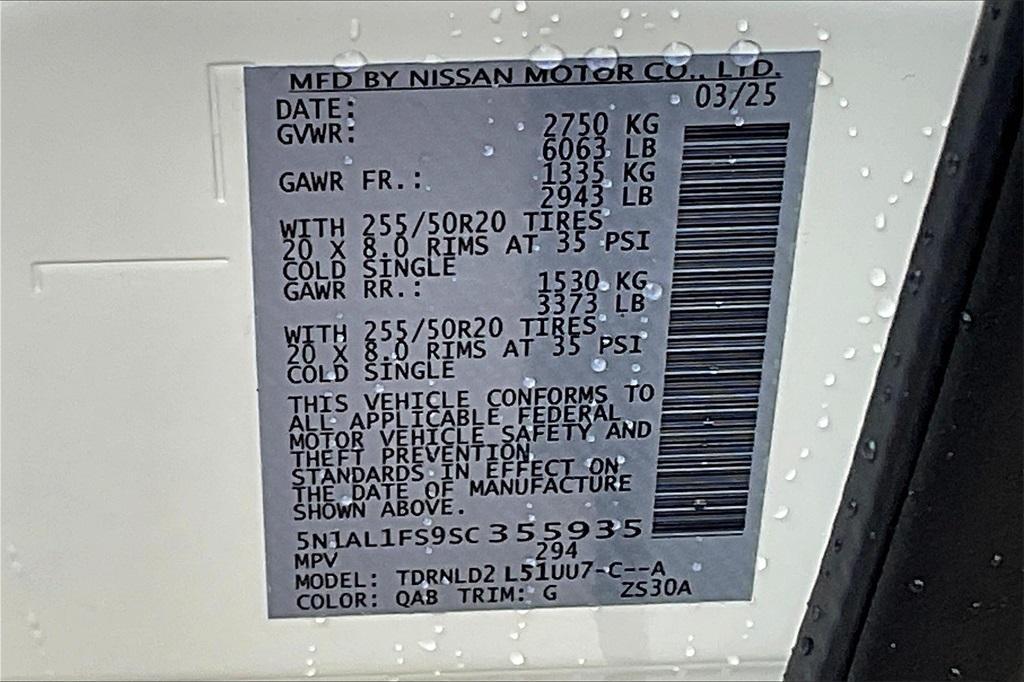 MFD BY NISSAN MOTOR CO., LTD.
DATE: 03/25
GVWR: 2750 KG
6063 LB
GAWR FR.: 1335 KG
2943 LB
WITH 255/50R20 TIRES
20 X 8.0 RIMS AT 35 PSI
COLD SINGLE
GAWR RR.: 1530 KG
3373 LB
WITH 255/50R20 TIRES
20 X 8.0 RIMS AT 35 PSI
COLD SINGLE
THIS VEHICLE CONFORMS TO
ALL APPLICABLE FEDERAL
MOTOR VEHICLE SAFETY AND
THEFT PREVENTION
STANDARDS IN EFFECT ON
THE DATE OF MANUFACTURE
SHOWN ABOVE.
5N1AL1FS9SC355935
MPV 294
MODEL: TDRNLD2 L51UU7-C--A
COLOR: QAB TRIM: G ZS30A